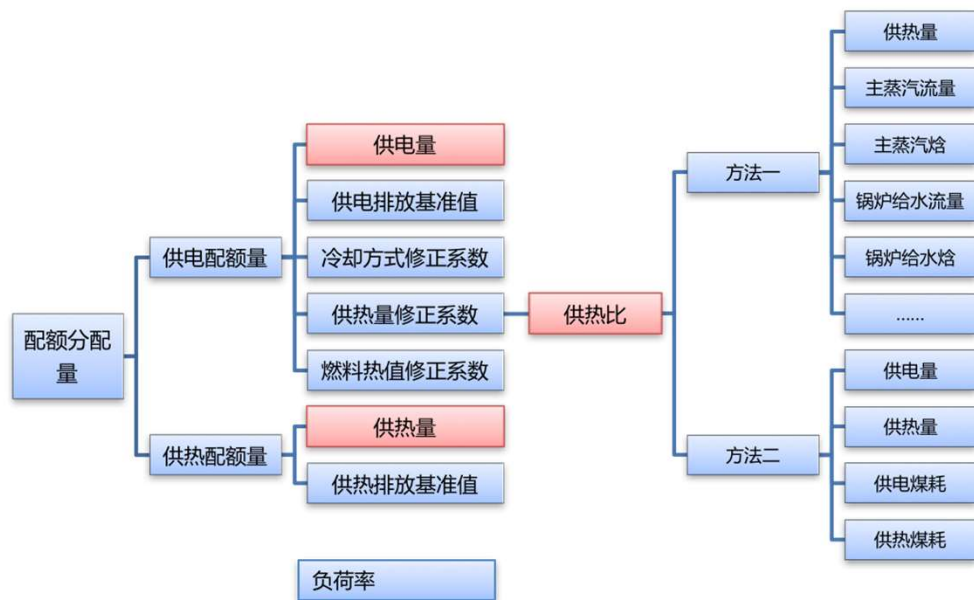 配额分配
量
供电配额量
供热配额量
供电量
供电排放基准值
冷却方式修正系数
供热量修正系数
燃料热值修正系数
供热量
供热排放基准值
负荷率
供热比
方法一
方法二
供热量
主蒸汽流量
主蒸汽焓
锅炉给水流量
锅炉给水焓
......
供电量
供热量
供电煤耗
供热煤耗